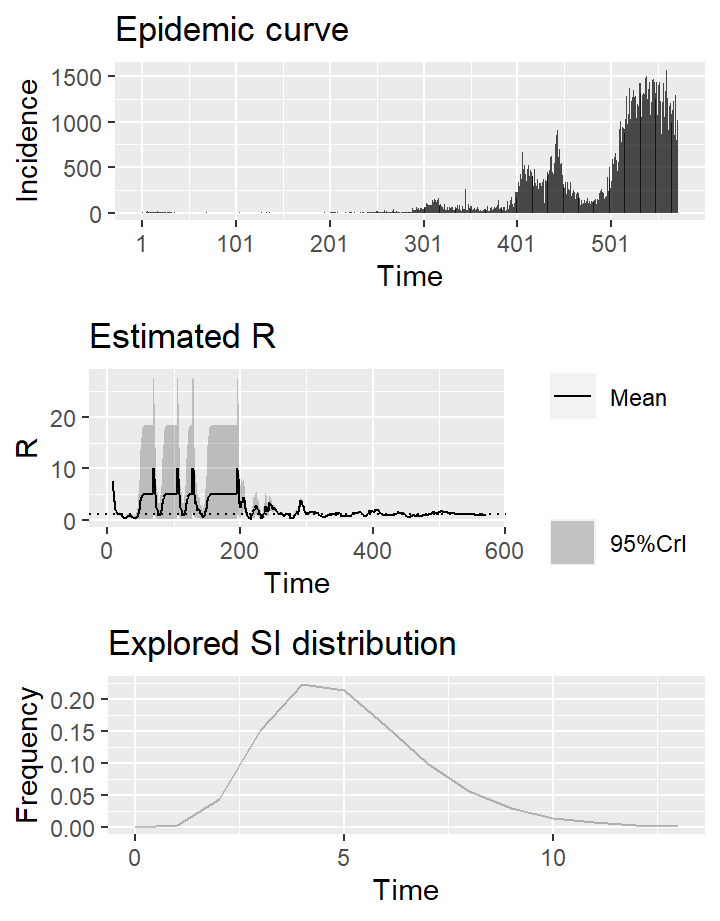 Epidemic curve
1500
1000
500
0
Incidence
1 101 201 301 401 501
Time
Estimated R
20
10
0
R
0 200 400 600
Time
Mean
95%CrI
Explored SI distribution
0.20
0.15
0.10
0.05
0.00
Frequency
0 5 10
Time